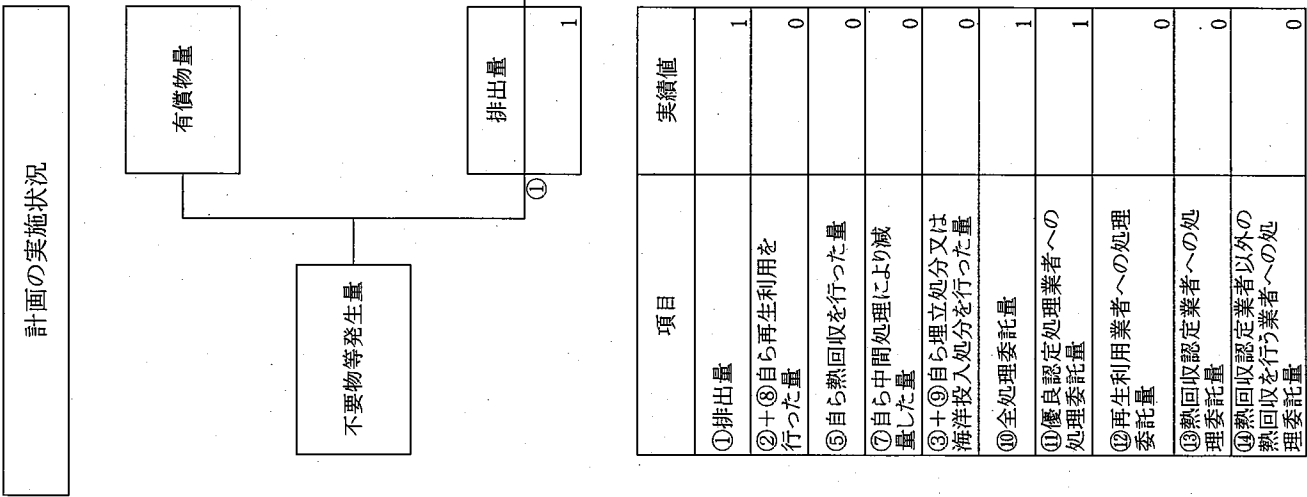 計画の実施状況
不要物等発生量
有償物量
①
排出量
1
項目
実績値
①排出量
1
②+⑧自ら再生利用を
行った量
0
⑤自ら熱回収を行った量
0
⑦自ら中間処理により減
量した量
0
③+⑨自ら埋立処分又は
海洋投入処分を行った量
0
⑩全処理委託量
1
⑪優良認定処理業者への
処理委託量
1
⑫再生利用業者への処理
委託量
0
⑬熱回収認定業者への処
理委託量
0
⑭熱回収認定業者以外の
熱回収を行う業者への処
理委託量
0